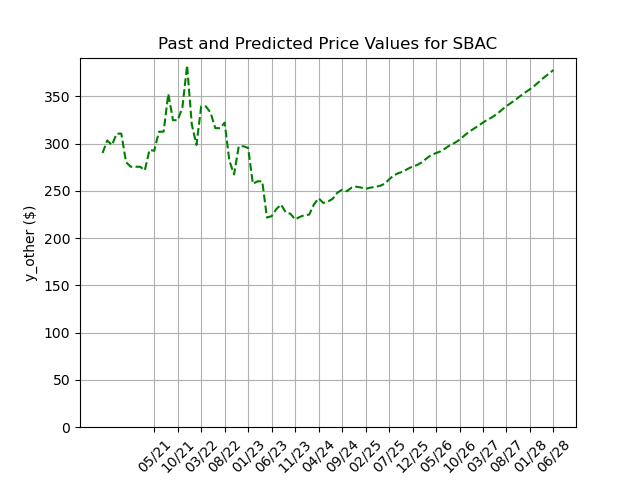 Past and Predicted Price Values for SBAC
y_other ($)
350
300
250
200
150
100
50
0
05/21 10/21 03/22 08/22 01/23 06/23 11/23 04/24 09/24 02/25 07/25 12/25 05/26 10/26 03/27 08/27 01/28 06/28